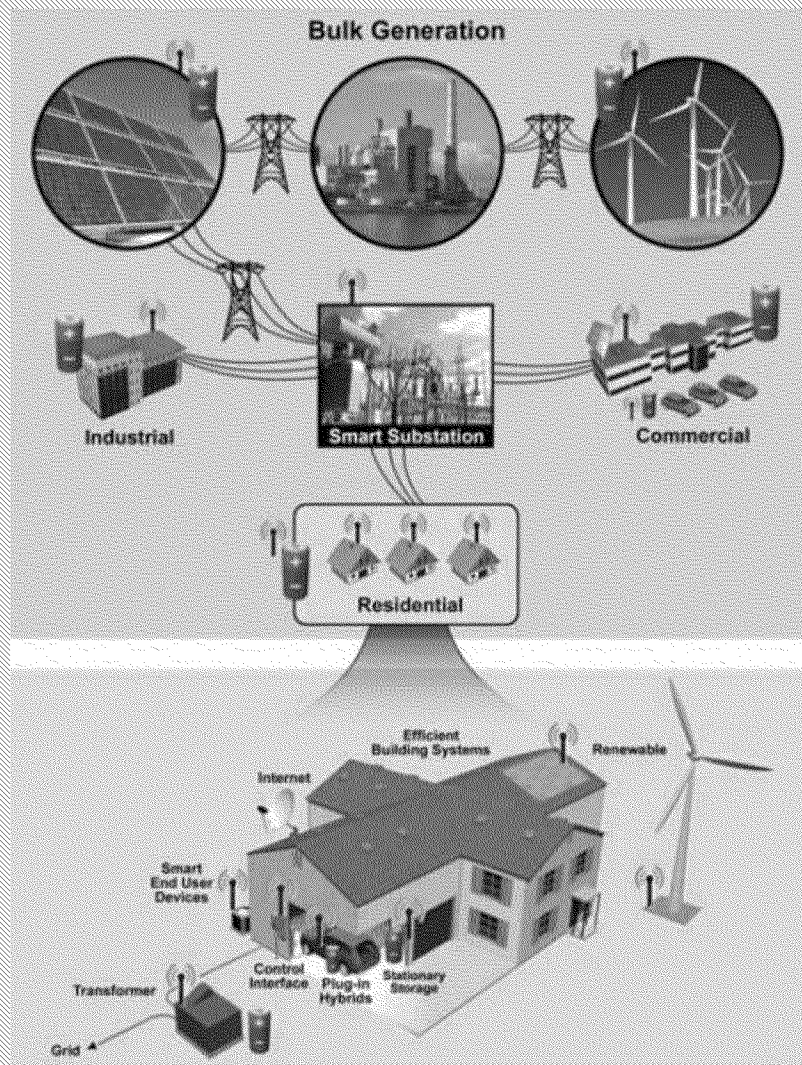 Bulk Generation
Industrial
Smart Substation
Commercial
Residential
Efficient
Building Systems
Renewable
Internet
Smart
End User
Devices
Control
Interface
Plug-in
Hybrids
Stationary
Storage
Transformer
Grid